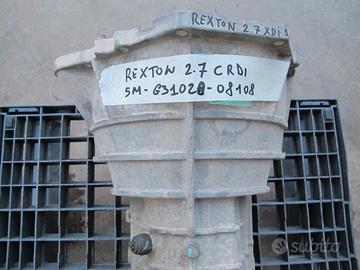 REXTON 2.7 XDi
REXTON 2.7 CRDI
5M-G31020-08108
subito